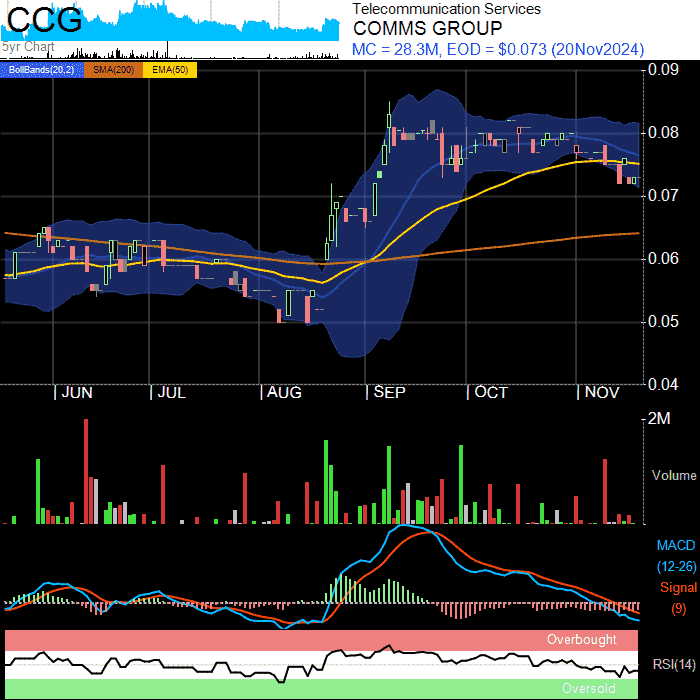 CCG
5yr Chart
Telecommunication Services
COMMS GROUP
MC = 28.3M, EOD = $0.073 (20Nov2024)
BollBands(20,2) SMA(200) EMA(50)
0.09
0.08
0.07
0.06
0.05
0.04
| JUN | JUL | AUG | SEP | OCT | NOV
2M
Volume
MACD
(12-26)
Signal
(9)
Overbought
RSI(14)
Oversold